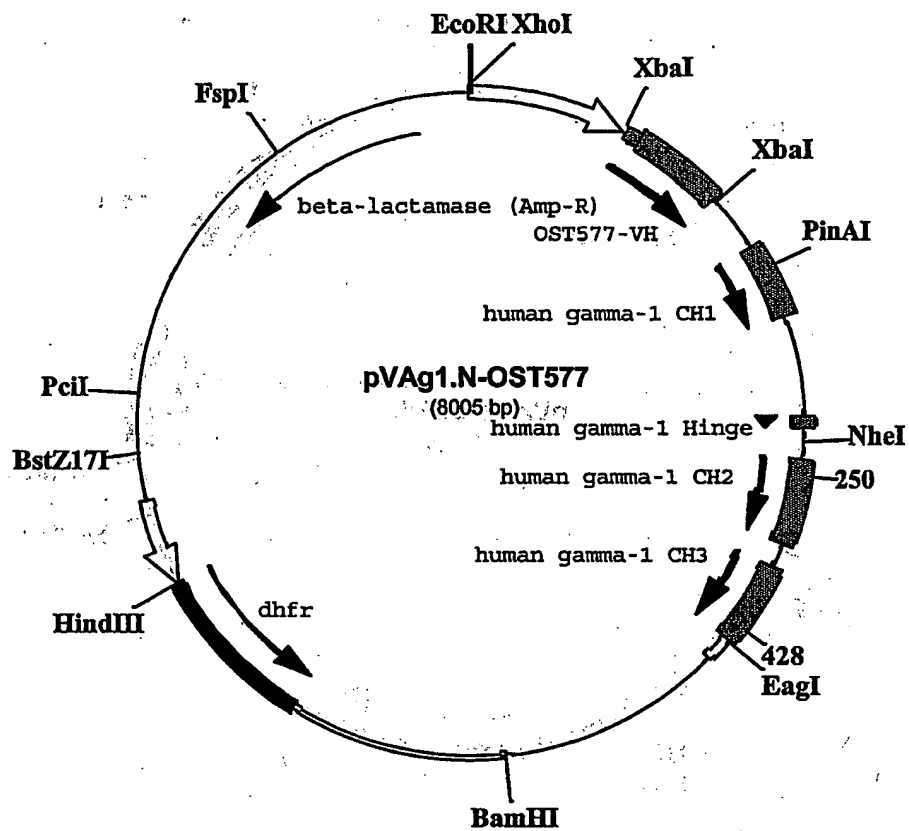 EcoRI XhoI
XbaI
FspI
XbaI
beta-lactamase (Amp-R)
OST577-VH
PinAI
human gamma-1 CH1
pVAg1.N-OST577
(8005 bp)
PciI
human gamma-1 Hinge
NheI
BstZ17I
human gamma-1 CH2
250
human gamma-1 CH3
dhfr
HindIII
428
EagI
BamHI